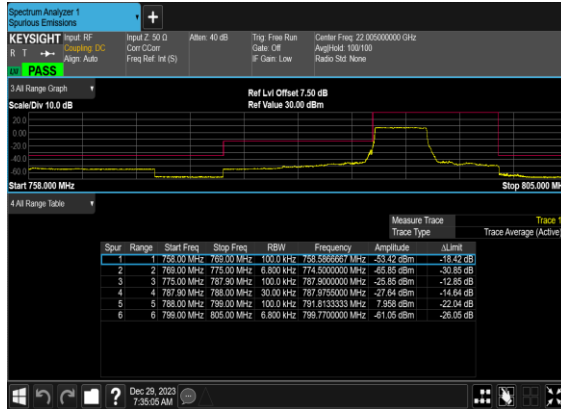 Spectrum Analyzer 1
Spurious Emissions
KEYSIGHT Input: RF Input Z: 50 Ω Atten: 40 dB Trig: Free Run Center Freq: 22.005000000 GHz
R T Coupling: DC Corr CCorr Gate: Off Avg|Hold: 100/100
Align: Auto Freq Ref: Int (S) IF Gain: Low Radio Std: None
PASS
3 All Range Graph Ref Lvl Offset 7.50 dB
Scale/Div 10.0 dB Ref Value 30.00 dBm
20.0
0.00
-20.0
-40.0
-60.0
Start 758.000 MHz Stop 805.000 MH
4 All Range Table
Measure Trace Trace 1
Trace Type Trace Average (Active)
Spur Range Start Freq Stop Freq RBW Frequency Amplitude ΔLimit
1 1 758.00 MHz 769.00 MHz 100.0 kHz 758.5866667 MHz -53.42 dBm -18.42 dB
2 2 769.00 MHz 775.00 MHz 6.800 kHz 774.5000000 MHz -65.85 dBm -30.85 dB
3 3 775.00 MHz 787.90 MHz 100.0 kHz 787.9000000 MHz -25.85 dBm -12.85 dB
4 4 787.90 MHz 788.00 MHz 30.00 kHz 787.9755000 MHz -27.64 dBm -14.64 dB
5 5 788.00 MHz 799.00 MHz 100.0 kHz 791.8133333 MHz 7.958 dBm -22.04 dB
6 6 799.00 MHz 805.00 MHz 6.800 kHz 799.7700000 MHz -61.05 dBm -26.05 dB
? Dec 29, 2023
7:35:05 AM